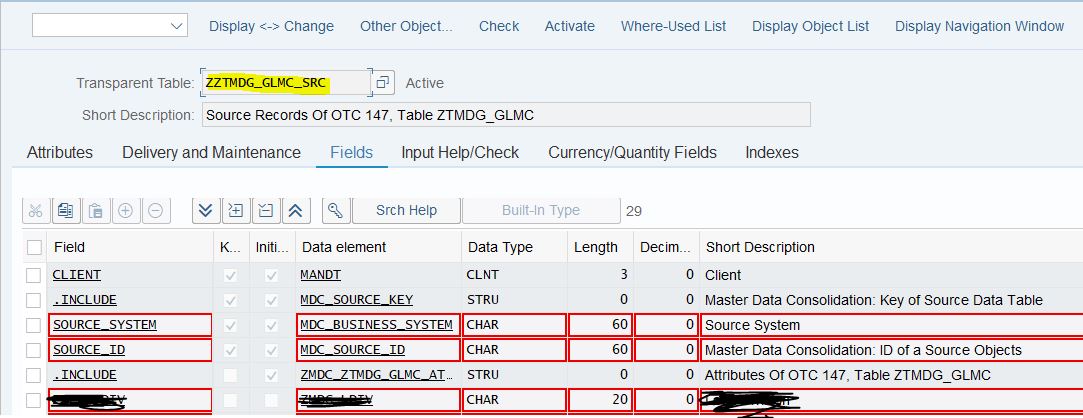 Display <-> Change Other Object... Check Activate Where-Used List Display Object List Display Navigation Window
Transparent Table: ZZTMDG_GLMC_SRC Active
Short Description: Source Records Of OTC 147, Table ZTMDG_GLMC
Attributes Delivery and Maintenance Fields Input Help/Check Currency/Quantity Fields Indexes
Srch Help Built-In Type 29
Field K... Initi... Data element Data Type Length Decim... Short Description
CLIENT MANDT CLNT 3 0 Client
.INCLUDE MDC_SOURCE_KEY STRU 0 0 Master Data Consolidation: Key of Source Data Table
SOURCE_SYSTEM MDC_BUSINESS_SYSTEM CHAR 60 0 Source System
SOURCE_ID MDC_SOURCE_ID CHAR 60 0 Master Data Consolidation: ID of a Source Objects
.INCLUDE ZMDC_ZTMDG_GLMC_AT... STRU 0 0 Attributes Of OTC 147, Table ZTMDG_GLMC
CHAR 20 0